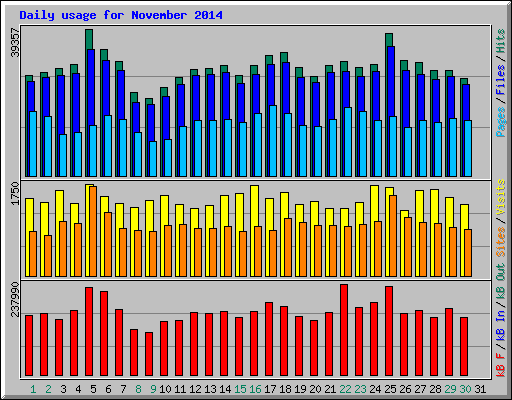 Daily usage for November 2014
39357
Pages / Files / Hits
1750
Sites / Visits
237990
kB F / kB In / kB Out
1 2 3 4 5 6 7 8 9 10 11 12 13 14 15 16 17 18 19 20 21 22 23 24 25 26 27 28 29 30 31